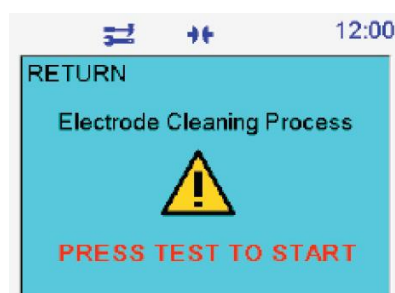 12:00
RETURN
Electrode Cleaning Process
PRESS TEST TO START